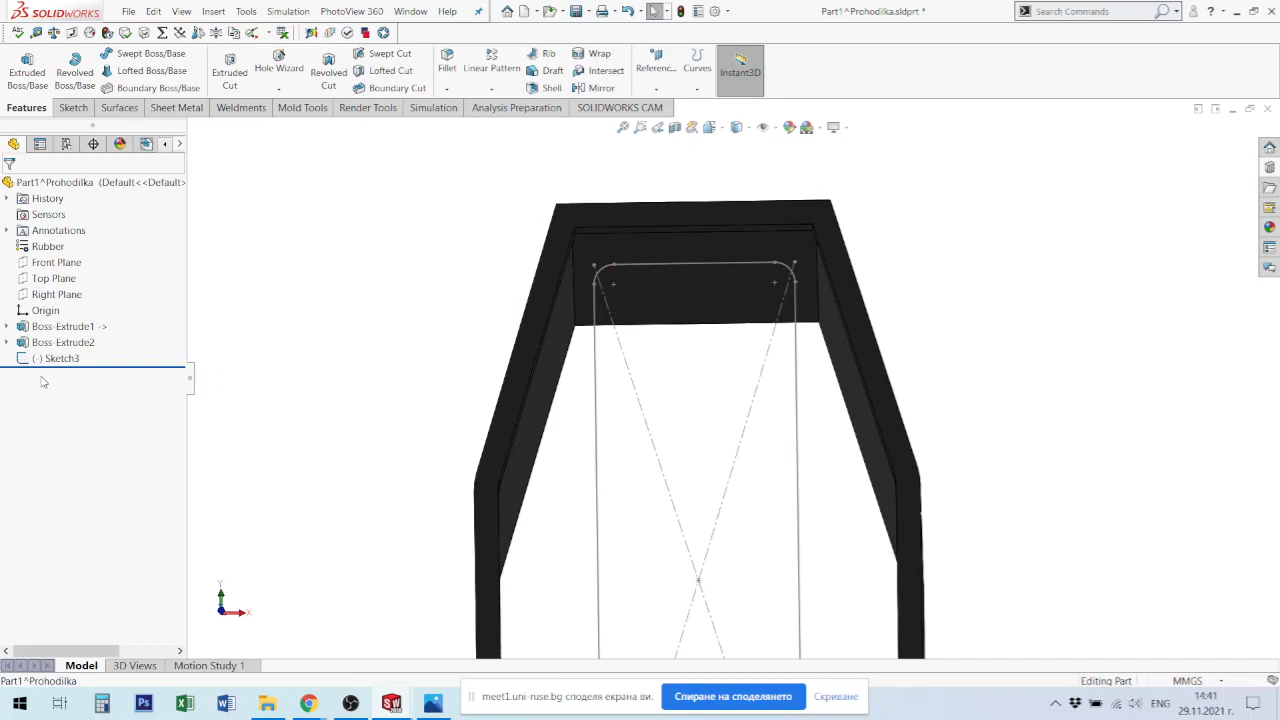 SOLIDWORKS File Edit View Insert Tools Simulation PhotoView 360 Window Help Part1^Prohodilka.sldprt * Search Commands
Extruded Boss/Base Revolved Boss/Base Swept Boss/Base Lofted Boss/Base Boundary Boss/Base Extruded Cut Hole Wizard Revolved Cut Swept Cut Lofted Cut Boundary Cut Fillet Linear Pattern Rib Draft Shell Wrap Intersect Mirror Referenc... Curves Instant3D
Features Sketch Surfaces Sheet Metal Weldments Mold Tools Render Tools Simulation Analysis Preparation SOLIDWORKS CAM
Part1^Prohodilka (Default<<Default>
History
Sensors
Annotations
Rubber
Front Plane
Top Plane
Right Plane
Origin
Boss-Extrude1 ->
Boss-Extrude2
(-) Sketch3
Y
X
Model 3D Views Motion Study 1
Part1^Prohodilka Editing Part MMGS
meet1.uni-ruse.bg споделя екрана ви. Спиране на споделянето Скриване
ENG 14:41
29.11.2021 г.